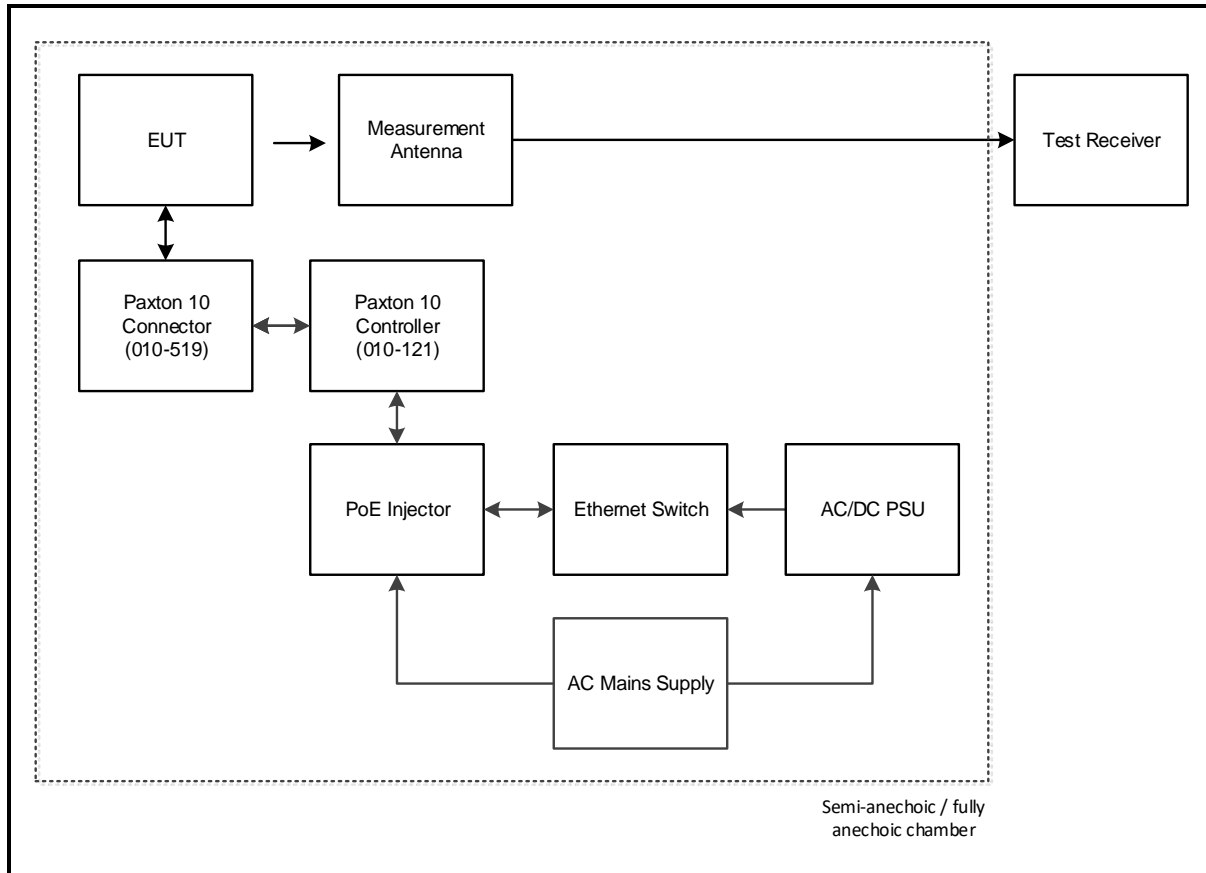 EUT
Measurement
Antenna
Test Receiver
Paxton 10
Connector
(010-519)
Paxton 10
Controller
(010-121)
PoE Injector
Ethernet Switch
AC/DC PSU
AC Mains Supply
Semi-anechoic / fully
anechoic chamber